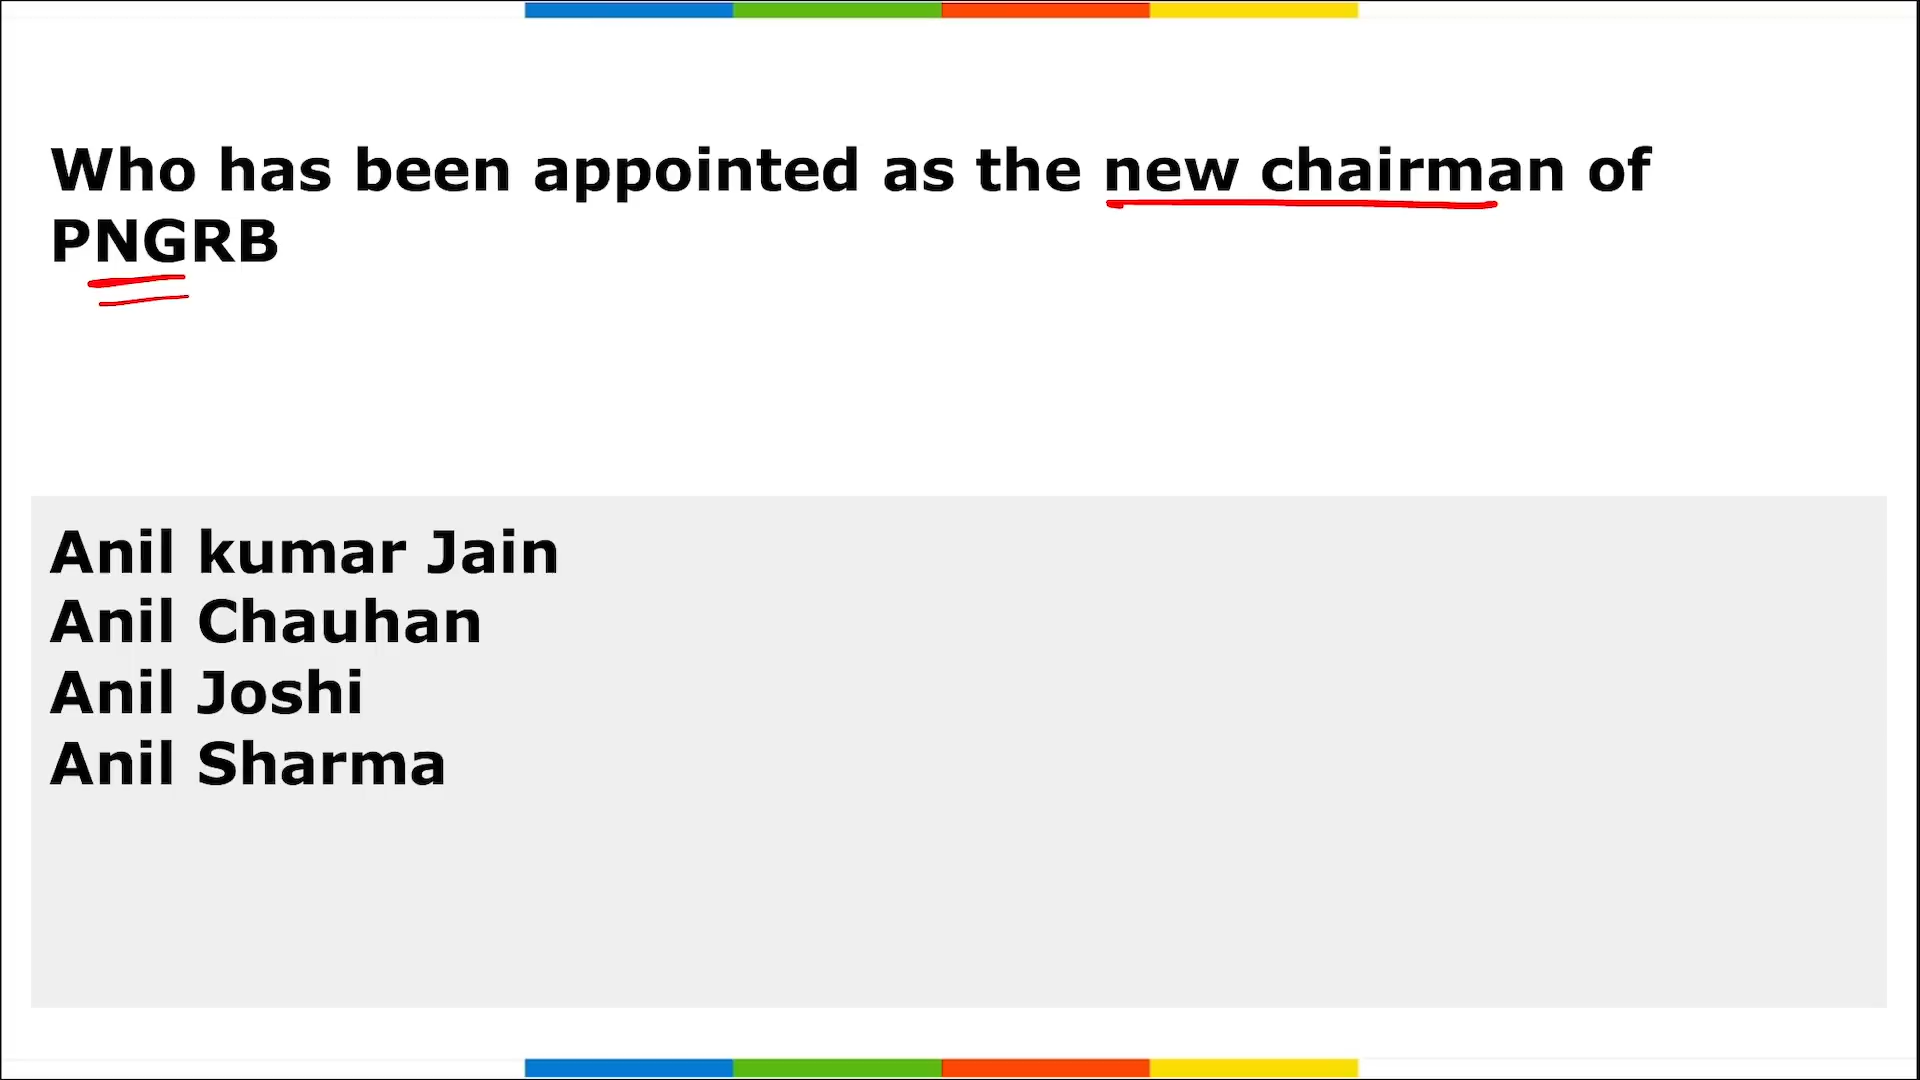 Who has been appointed as the new chairman of
PNGRB
Anil kumar Jain
Anil Chauhan
Anil Joshi
Anil Sharma